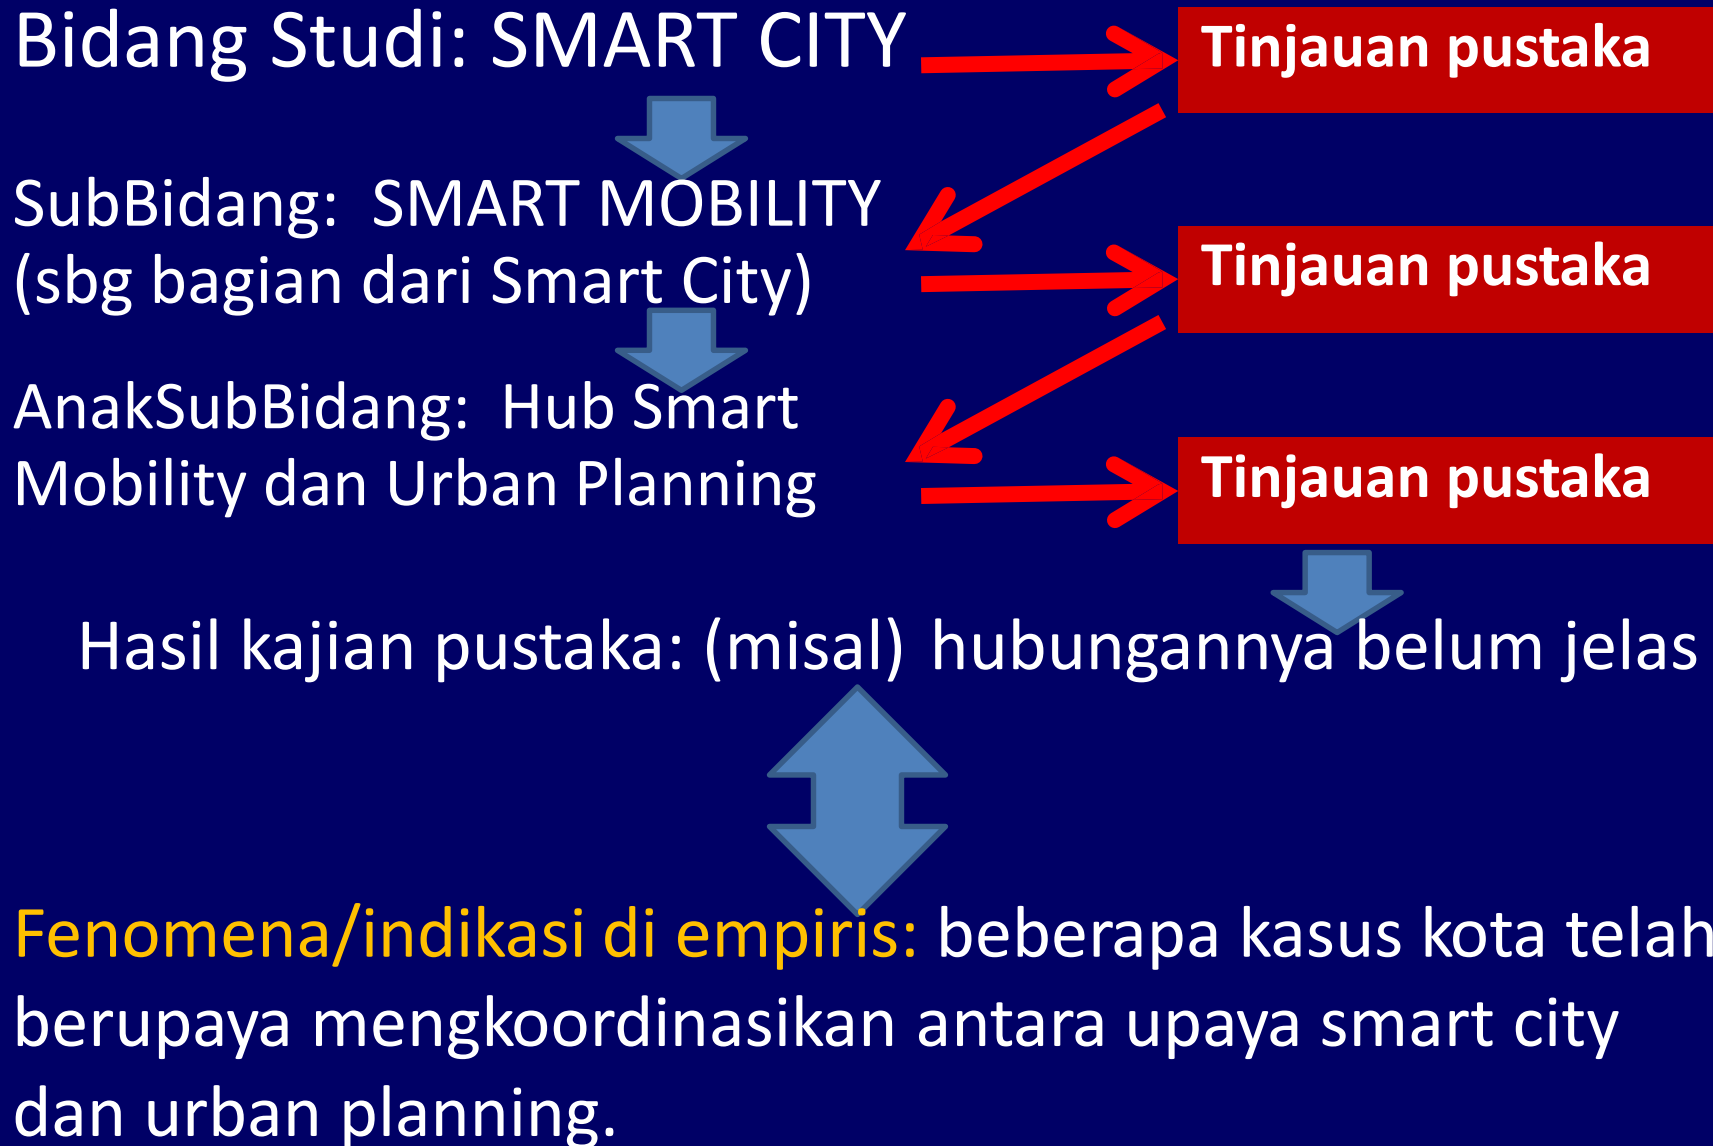 Bidang Studi: SMART CITY
Tinjauan pustaka
SubBidang: SMART MOBILITY
(sbg bagian dari Smart City)
Tinjauan pustaka
AnakSubBidang: Hub Smart
Mobility dan Urban Planning
Tinjauan pustaka
Hasil kajian pustaka: (misal) hubungannya belum jelas
Fenomena/indikasi di empiris: beberapa kasus kota telah
berupaya mengkoordinasikan antara upaya smart city
dan urban planning.